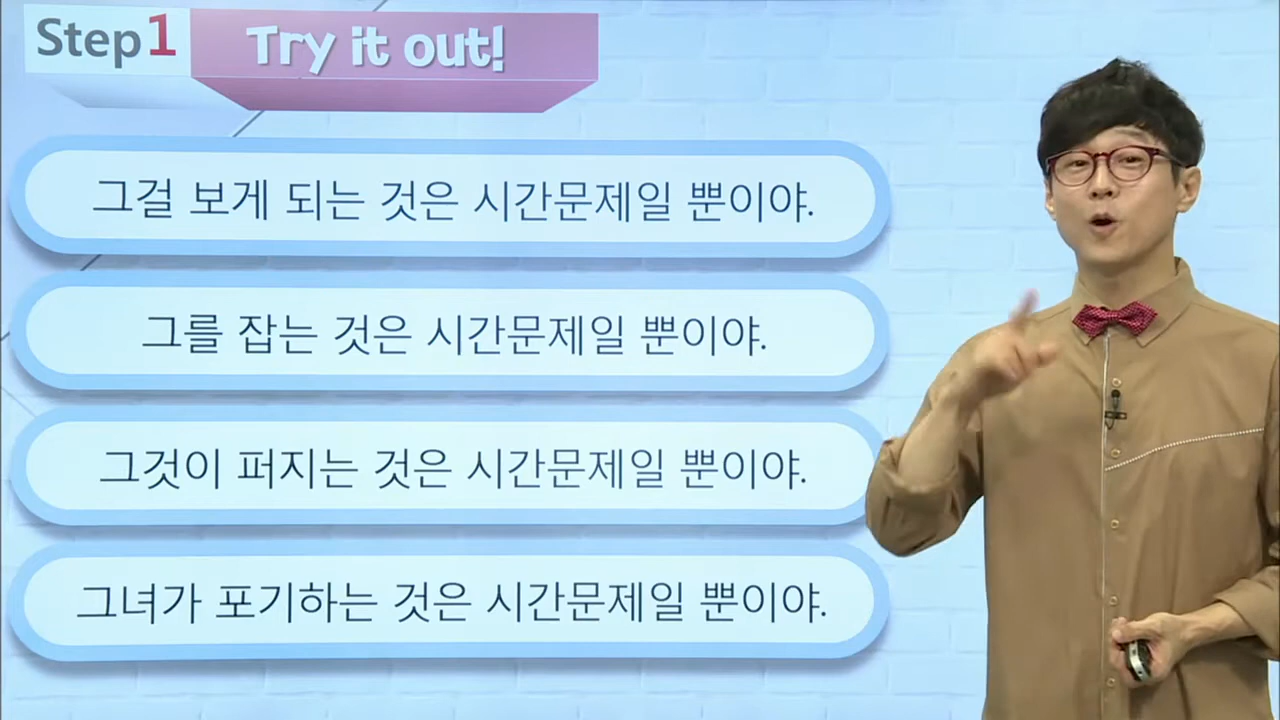 Step1 Try it out!
그걸 보게 되는 것은 시간문제일 뿐이야.
그를 잡는 것은 시간문제일 뿐이야.
그것이 퍼지는 것은 시간문제일 뿐이야.
그녀가 포기하는 것은 시간문제일 뿐이야.